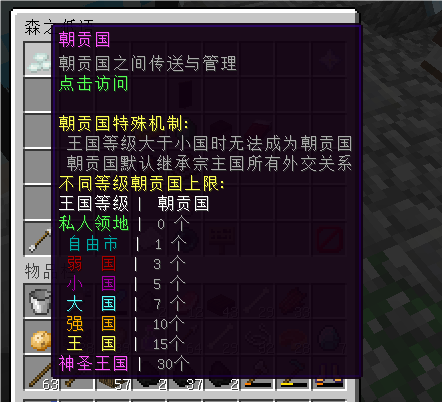 森之低语
朝贡国
朝贡国之间传送与管理
点击访问
朝贡国特殊机制:
王国等级大于小国时无法成为朝贡国
朝贡国默认继承宗主国所有外交关系
不同等级朝贡国上限:
王国等级 | 朝贡国
私人领地 | 0 个
自由市 | 1 个
弱 国 | 3 个
小 国 | 5 个
大 国 | 7 个
强 国 | 10个
王 国 | 15个
神圣王国 | 30个
物品
63 57 2 37 2